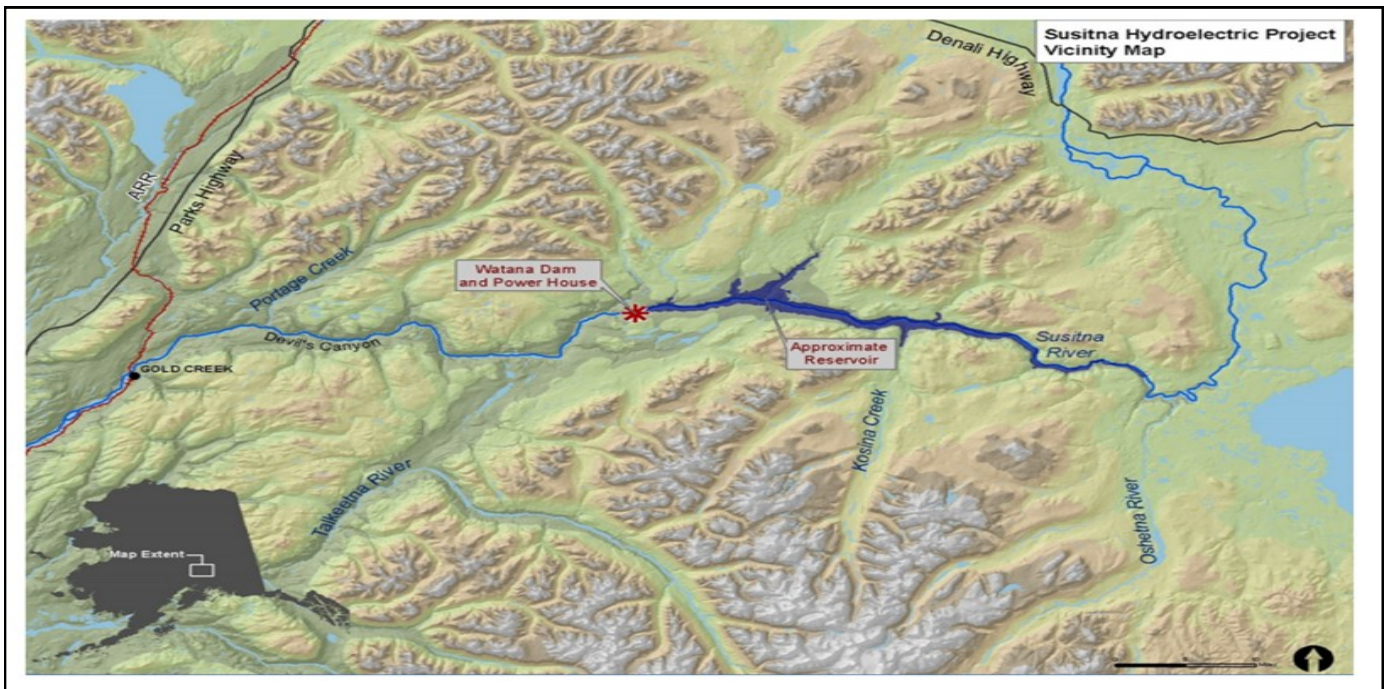 Susitna Hydroelectric Project
Vicinity Map
Denali Highway
ARR
Parks Highway
Portage Creek
Watana Dam
and Power House
Devil's Canyon
GOLD CREEK
Approximate
Reservoir
Susitna
River
Kosina Creek
Talkeetna River
Oshetna River
Map Extent